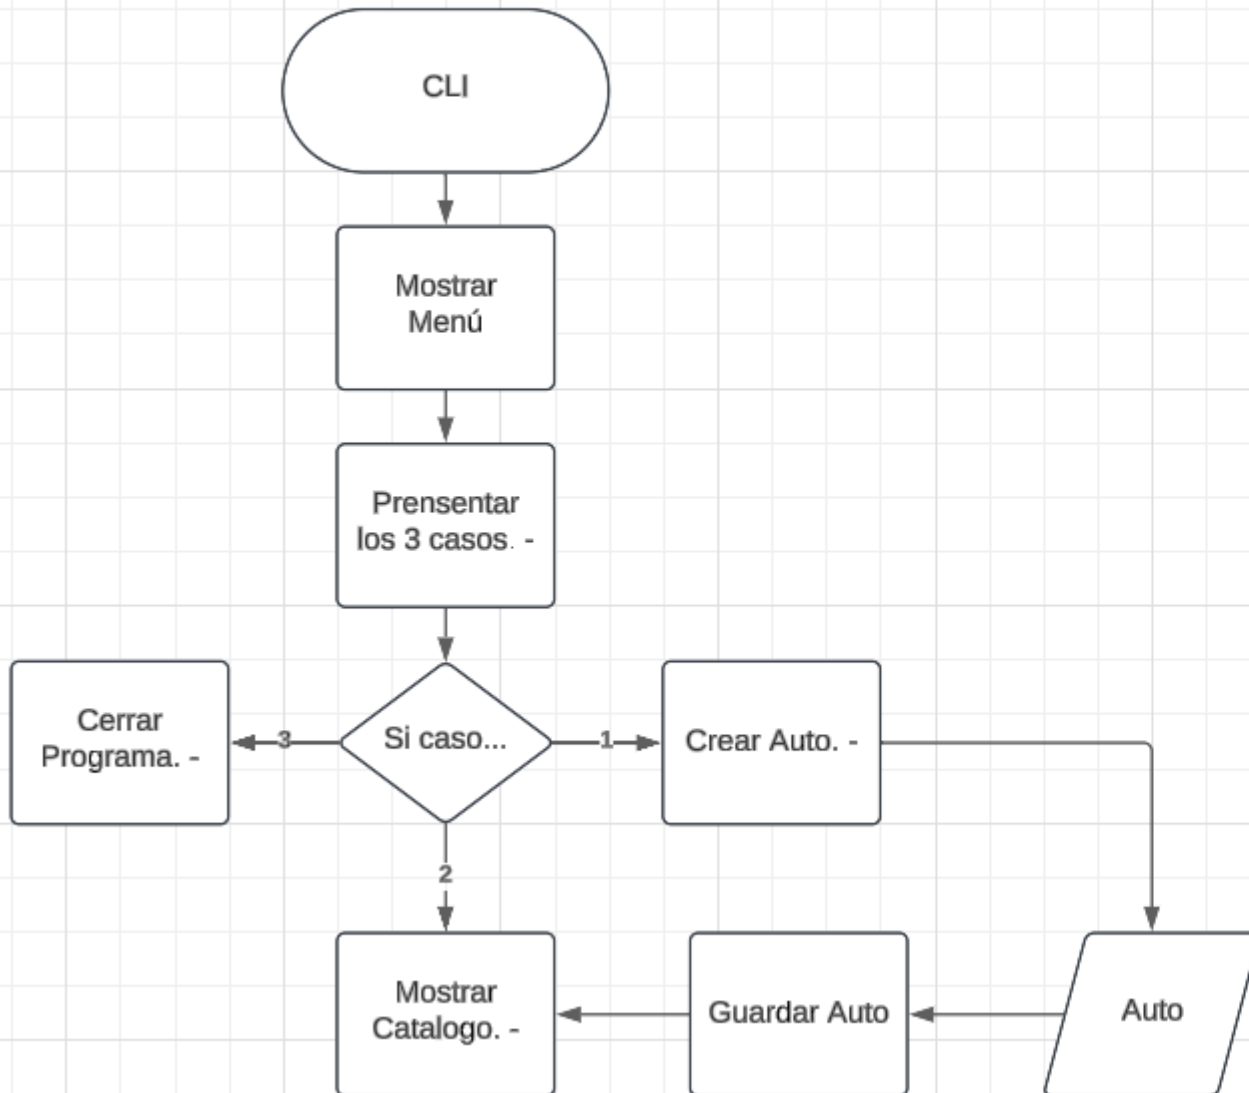 CLI
Mostrar
Menú
Prensentar
los 3 casos. -
Cerrar
Programa. -
3
Si caso...
1
Crear Auto. -
2
Mostrar
Catalogo. -
Guardar Auto
Auto